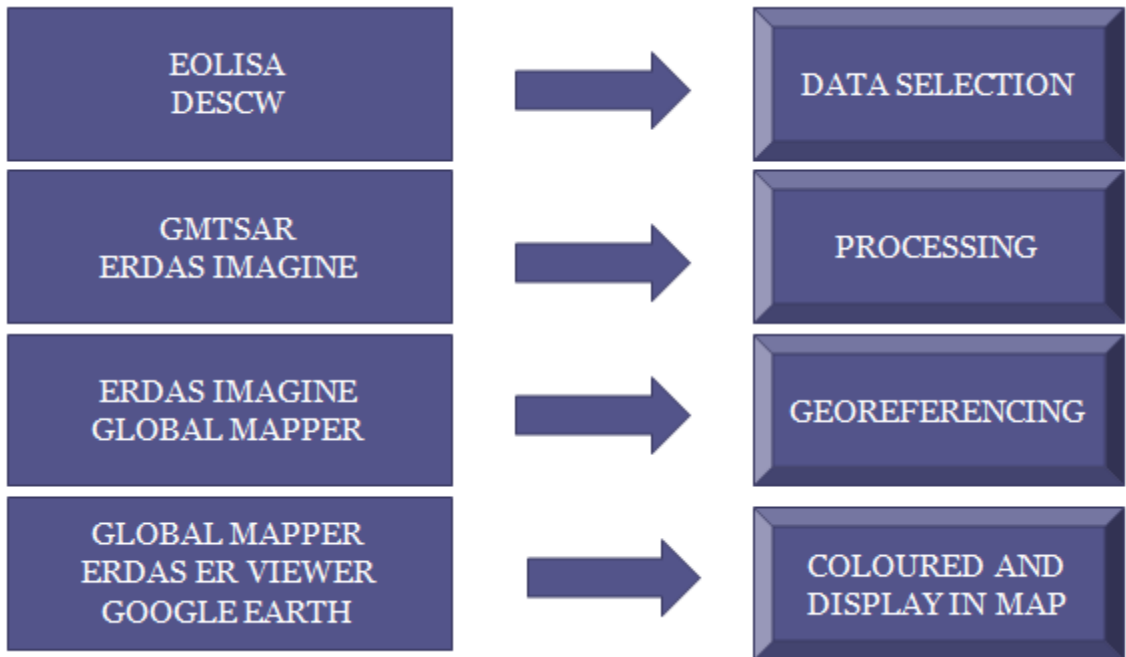 EOLISA
DESCW
DATA SELECTION
GMTSAR
ERDAS IMAGINE
PROCESSING
ERDAS IMAGINE
GLOBAL MAPPER
GEOREFERENCING
GLOBAL MAPPER
ERDAS ER VIEWER
GOOGLE EARTH
COLOURED AND
DISPLAY IN MAP